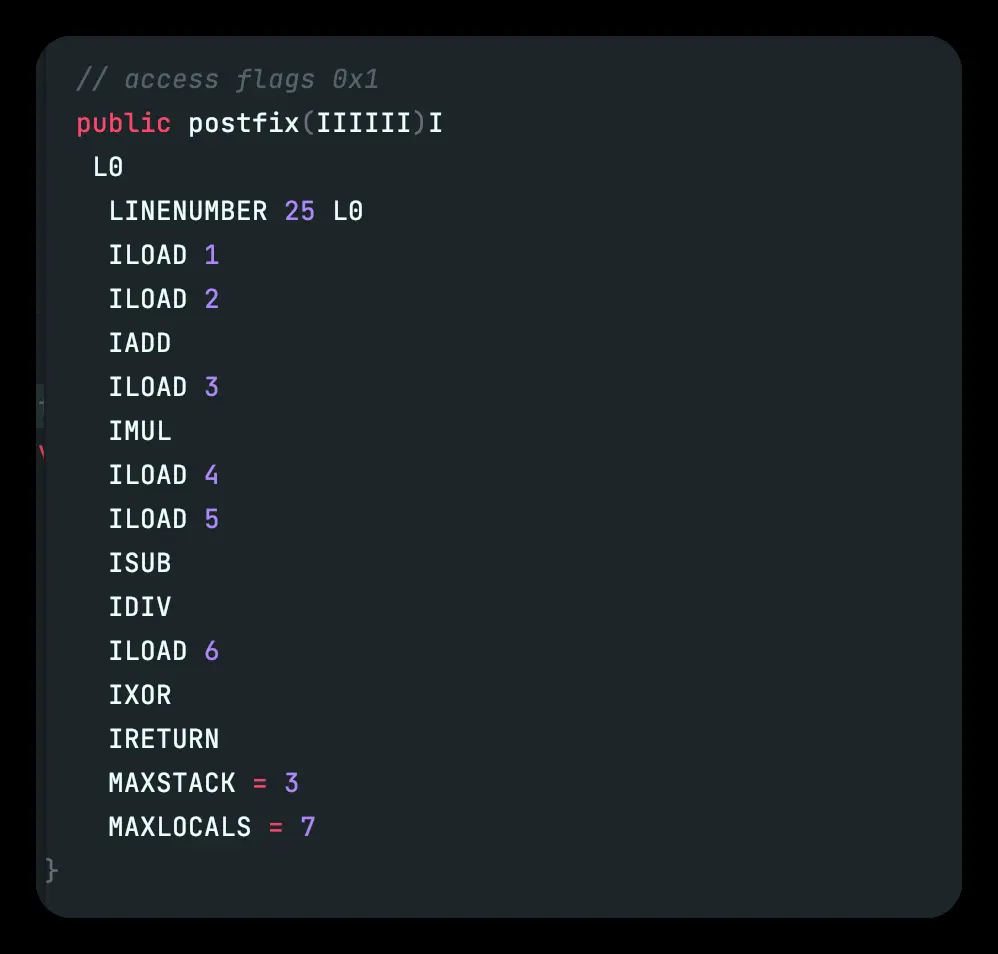 // access flags 0x1
public postfix(IIIIII)I
L0
LINENUMBER 25 L0
ILOAD 1
ILOAD 2
IADD
ILOAD 3
IMUL
ILOAD 4
ILOAD 5
ISUB
IDIV
ILOAD 6
IXOR
IRETURN
MAXSTACK = 3
MAXLOCALS = 7
}